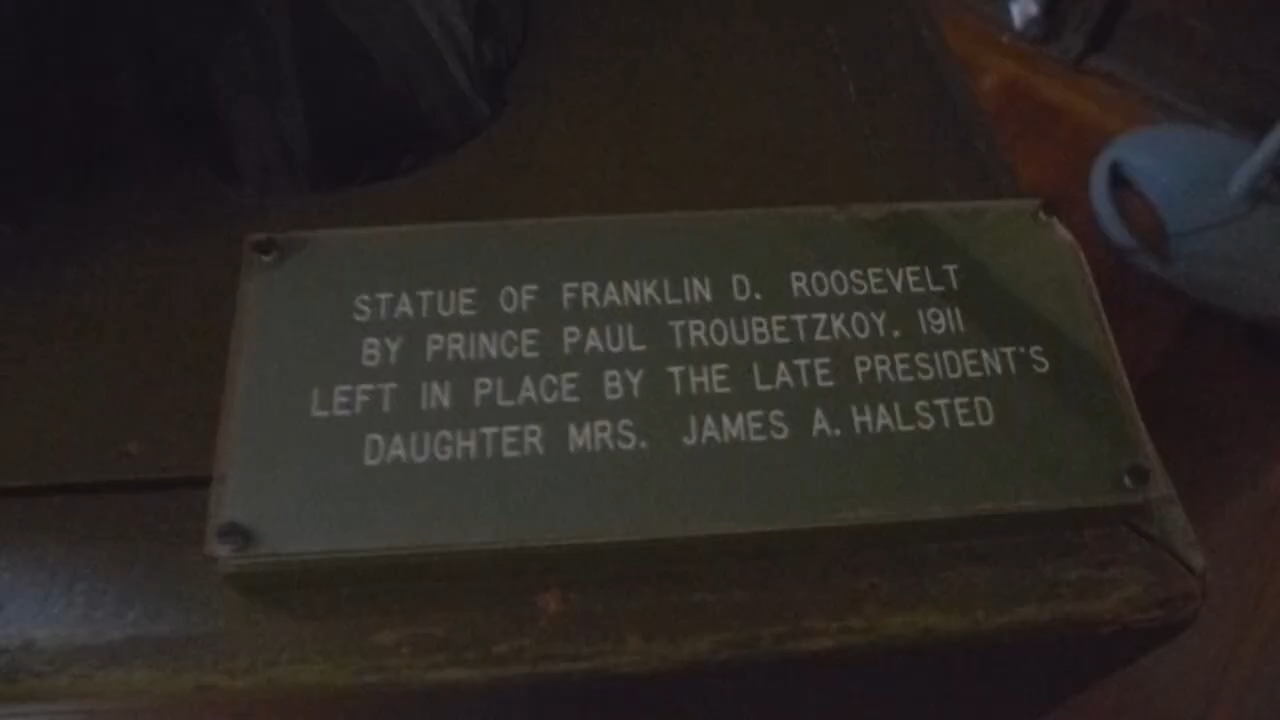 STATUE OF FRANKLIN D. ROOSEVELT
BY PRINCE PAUL TROUBETZKOY. 1911
LEFT IN PLACE BY THE LATE PRESIDENT'S
DAUGHTER MRS. JAMES A. HALSTED